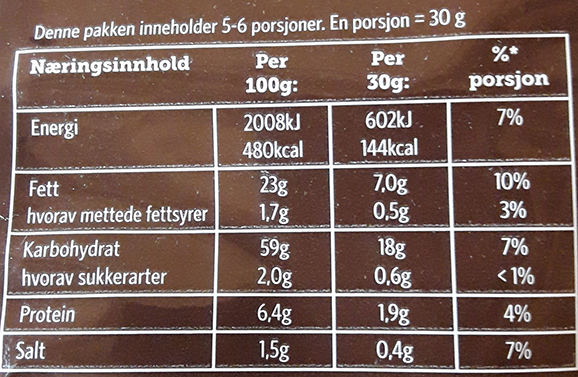 Denne pakken inneholder 5-6 porsjoner. En porsjon = 30 g
Næringsinnhold Per 100g: Per 30g: %* porsjon
Energi 2008kJ 602kJ 7%
480kcal 144kcal
Fett 23g 7,0g 10%
hvorav mettede fettsyrer 1,7g 0,5g 3%
Karbohydrat 59g 18g 7%
hvorav sukkerarter 2,0g 0,6g <1%
Protein 6,4g 1,9g 4%
Salt 1,5g 0,4g 7%